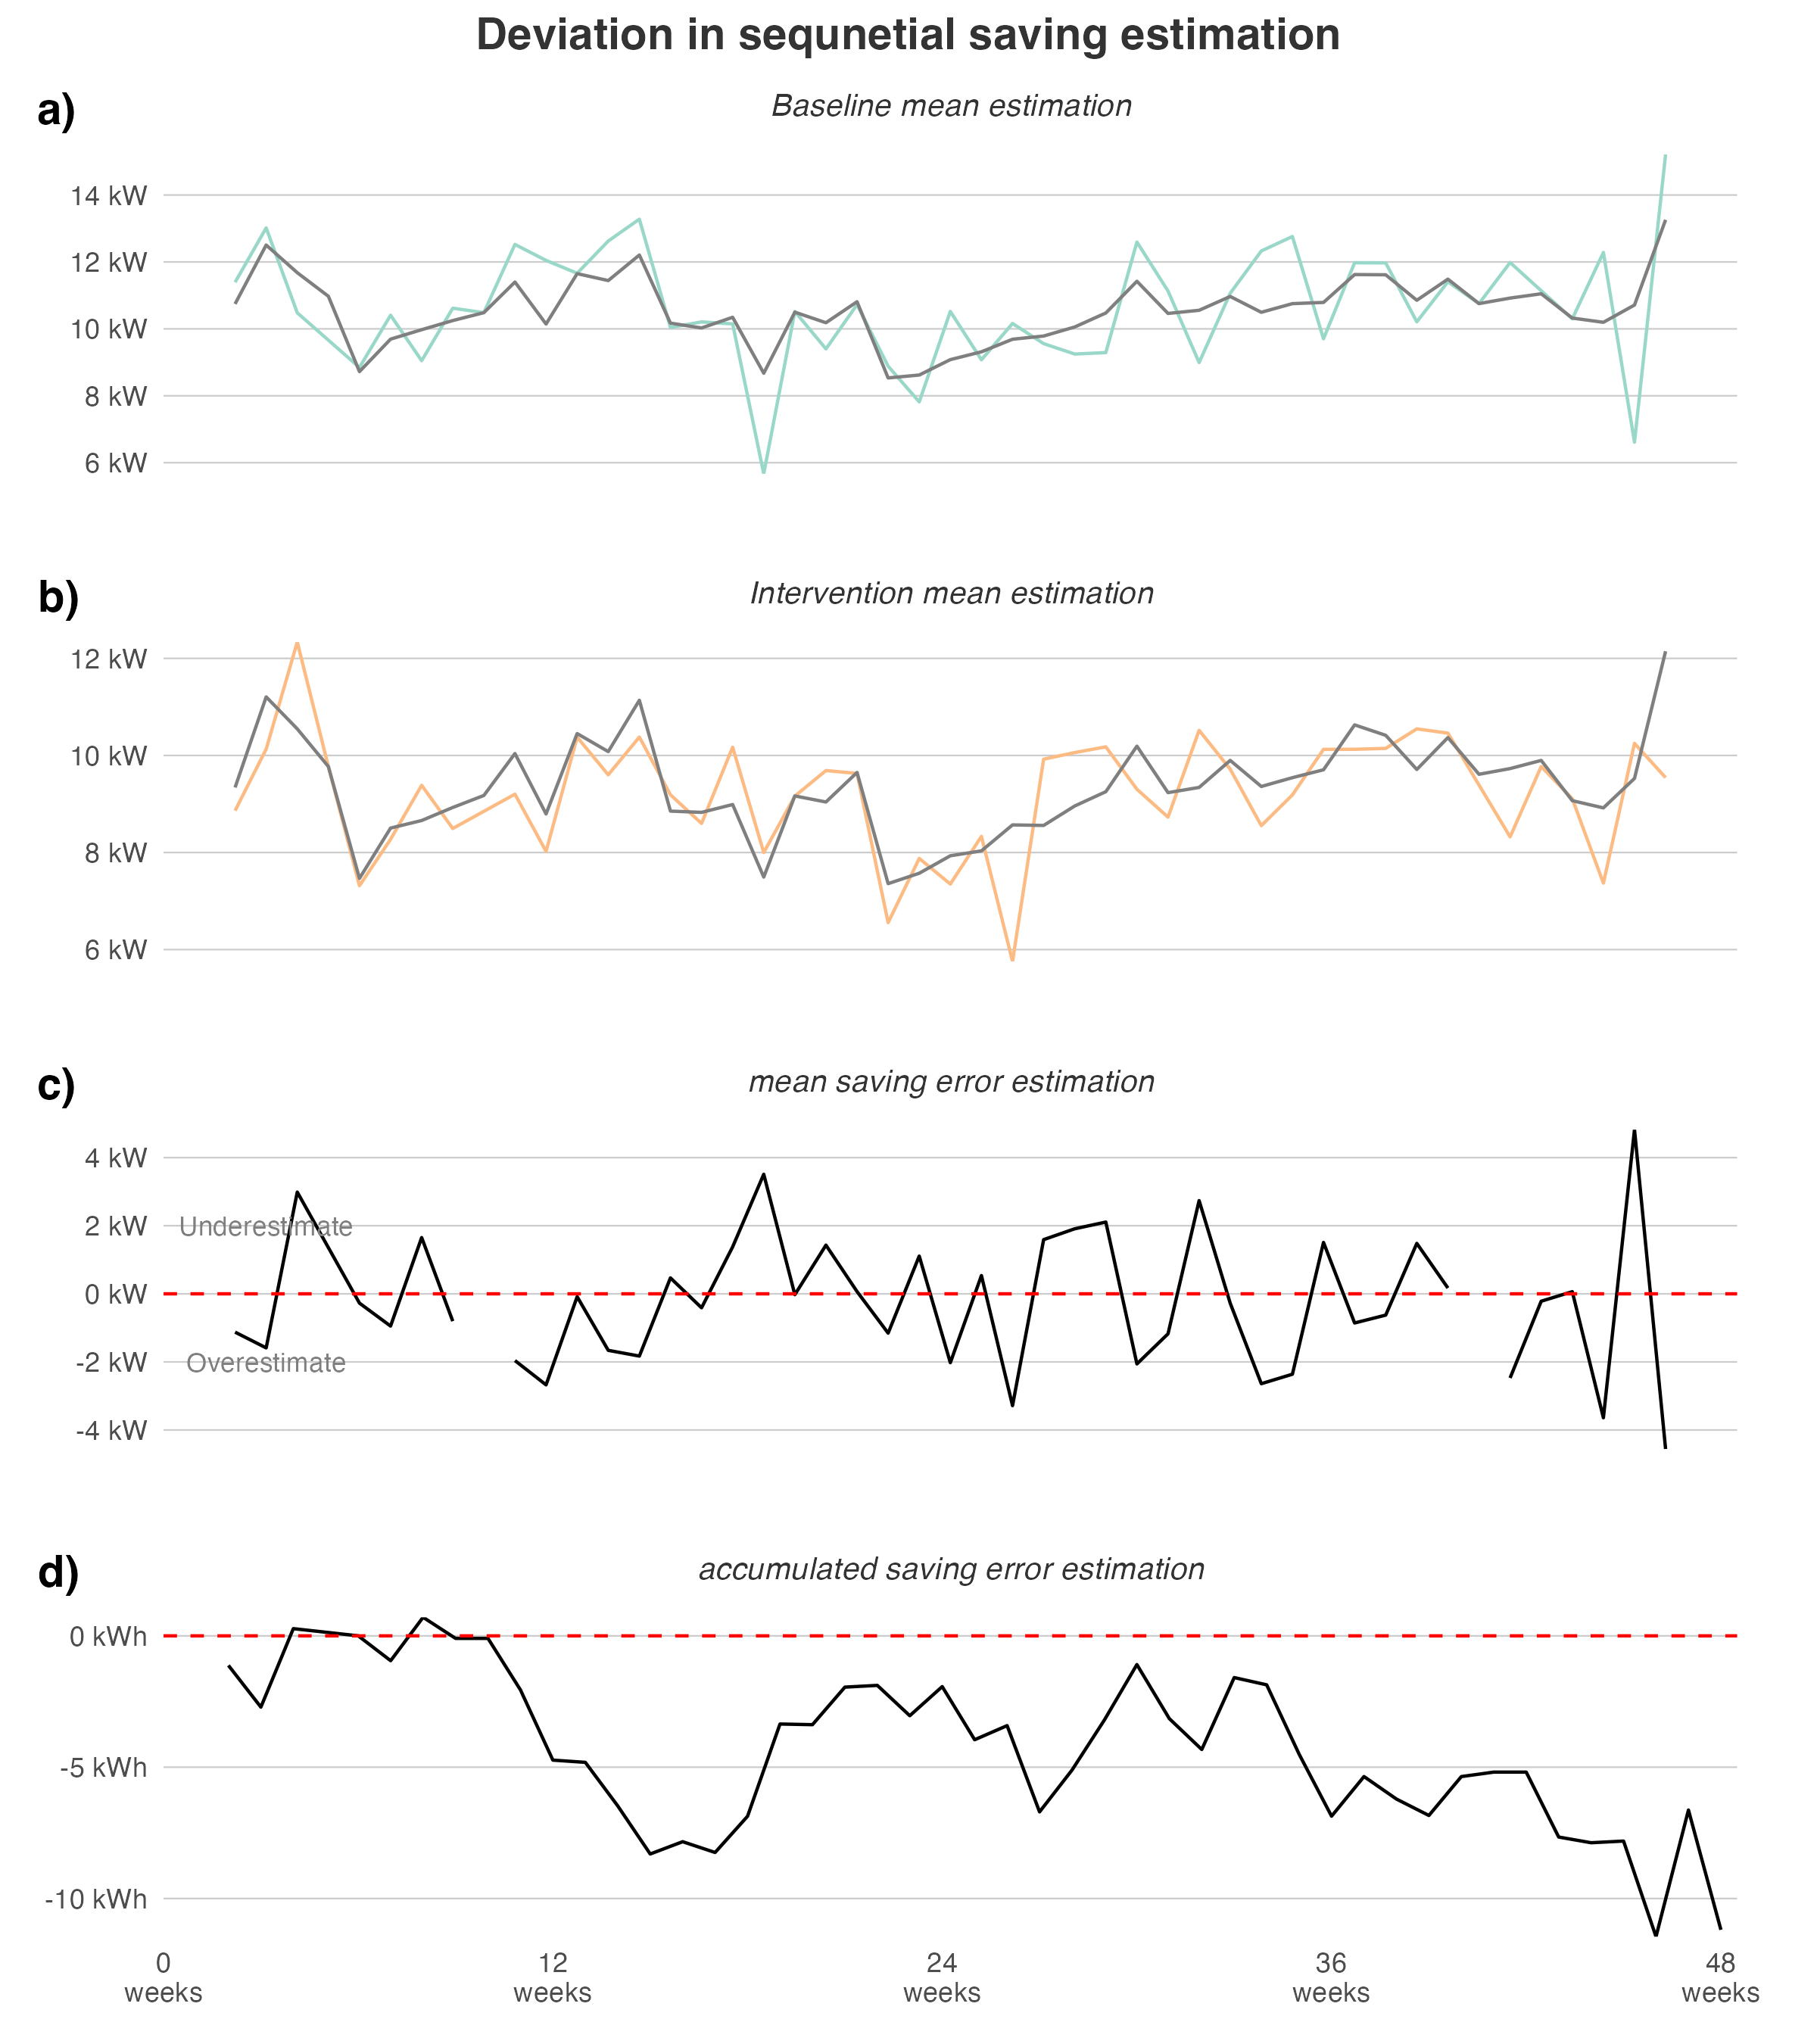 Deviation in sequnetial saving estimation
a)
Baseline mean estimation
14 kW
12 kW
10 kW
8 kW
6 kW
b)
Intervention mean estimation
12 kW
10 kW
8 kW
6 kW
c)
mean saving error estimation
4 kW
2 kW
Underestimate
0 kW
-2 kW
Overestimate
-4 kW
d)
accumulated saving error estimation
0 kWh
-5 kWh
-10 kWh
0 12 24 36 48
weeks weeks weeks weeks weeks